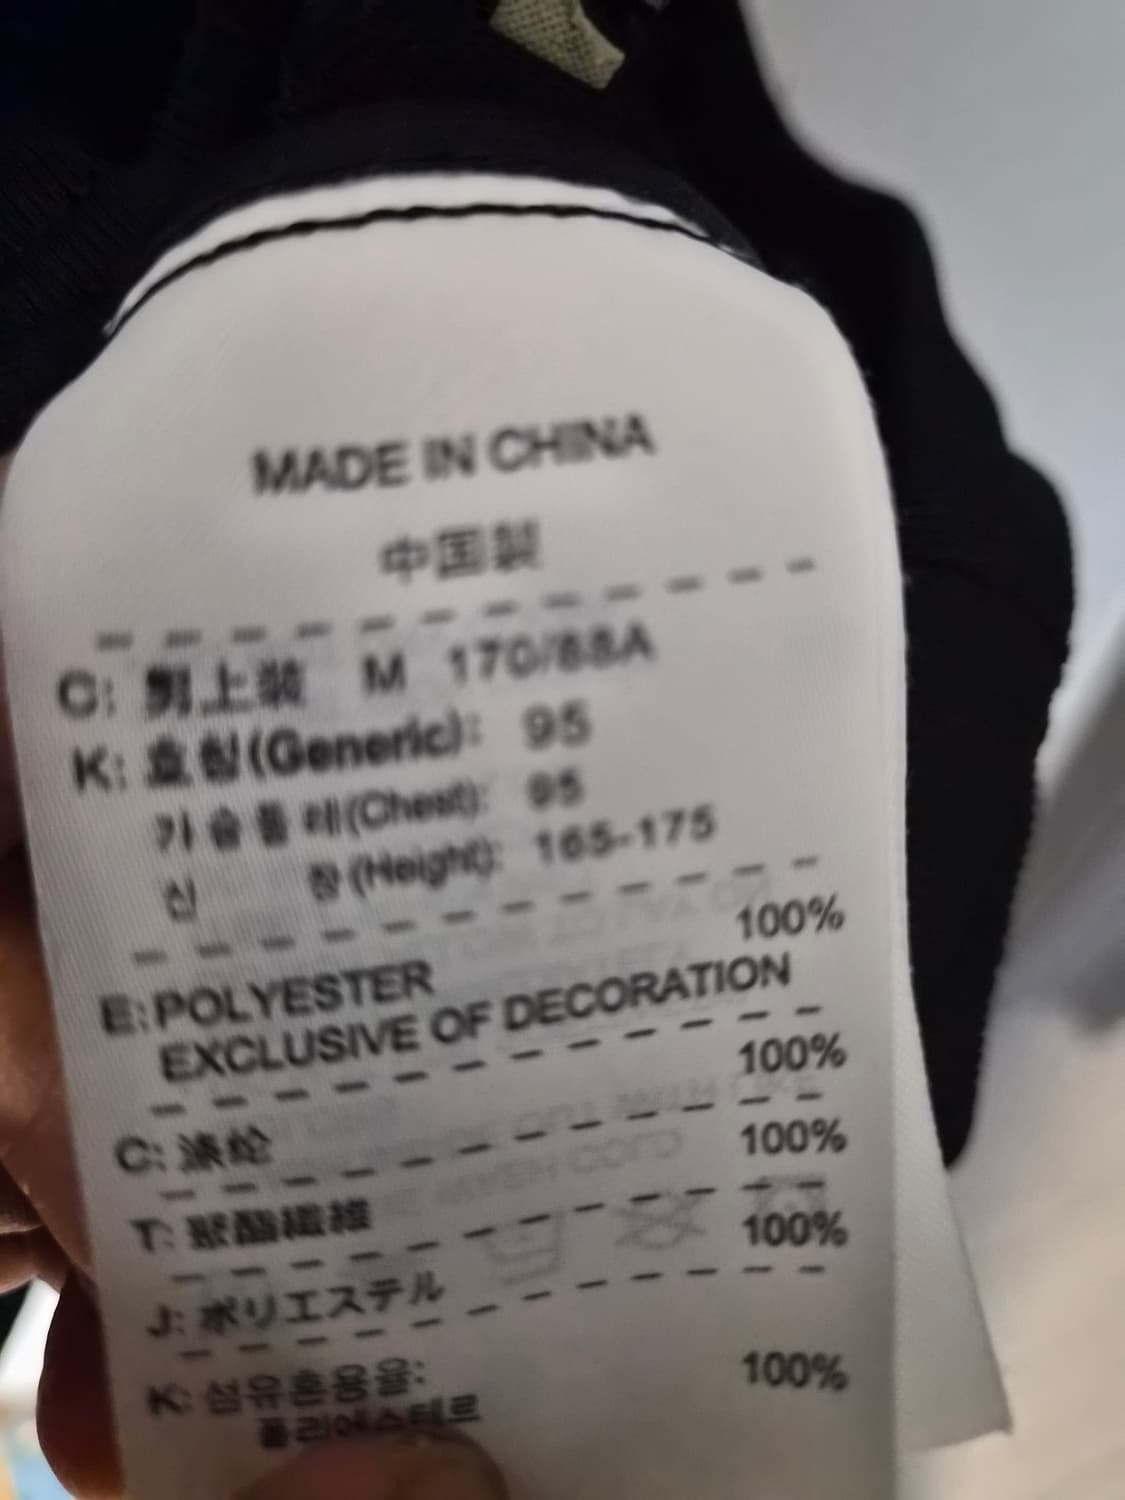 MADE IN CHINA
中国製
C: 男上装 M 170/88A
K: 호칭(Generic): 95
가슴둘레(Chest): 95
신 장(Height): 165-175
E: POLYESTER 100%
EXCLUSIVE OF DECORATION
C: 涤纶 100%
T: 聚酯纖維 100%
J: ポリエステル 100%
K: 섬유혼용율:
폴리에스테르 100%